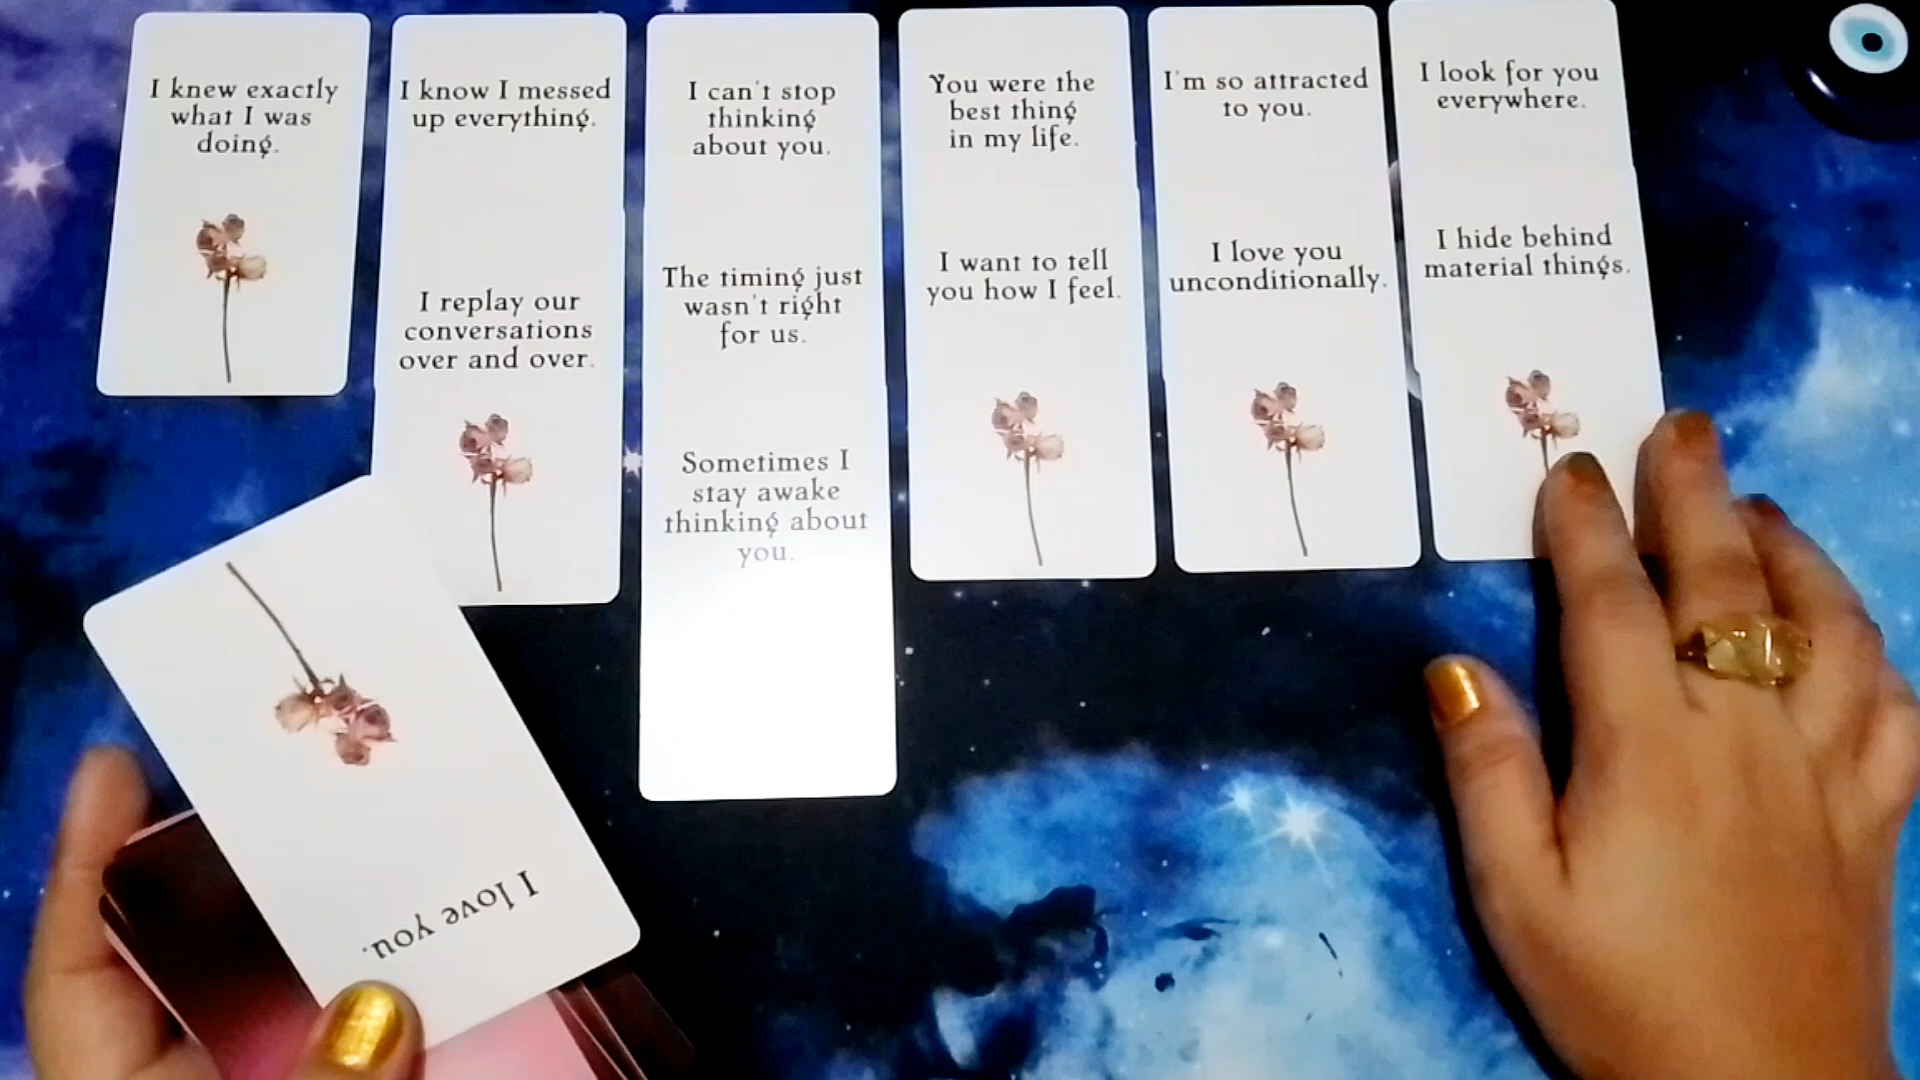 I knew exactly
what I was
doing.
I know I messed
up everything.
I replay our
conversations
over and over.
I can't stop
thinking
about you.
The timing just
wasn't right
for us.
Sometimes I
stay awake
thinking about
you.
You were the
best thing
in my life.
I want to tell
you how I feel.
I'm so attracted
to you.
I love you
unconditionally.
I look for you
everywhere.
I hide behind
material things.
I love you.